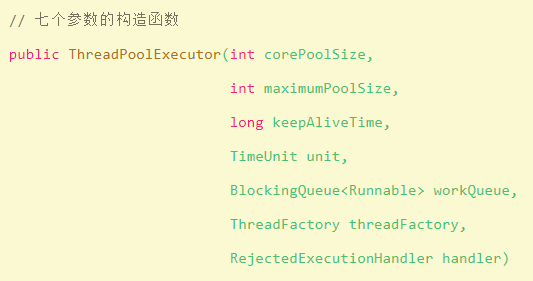 // 七个参数的构造函数
public ThreadPoolExecutor(int corePoolSize,
int maximumPoolSize,
long keepAliveTime,
TimeUnit unit,
BlockingQueue<Runnable> workQueue,
ThreadFactory threadFactory,
RejectedExecutionHandler handler)